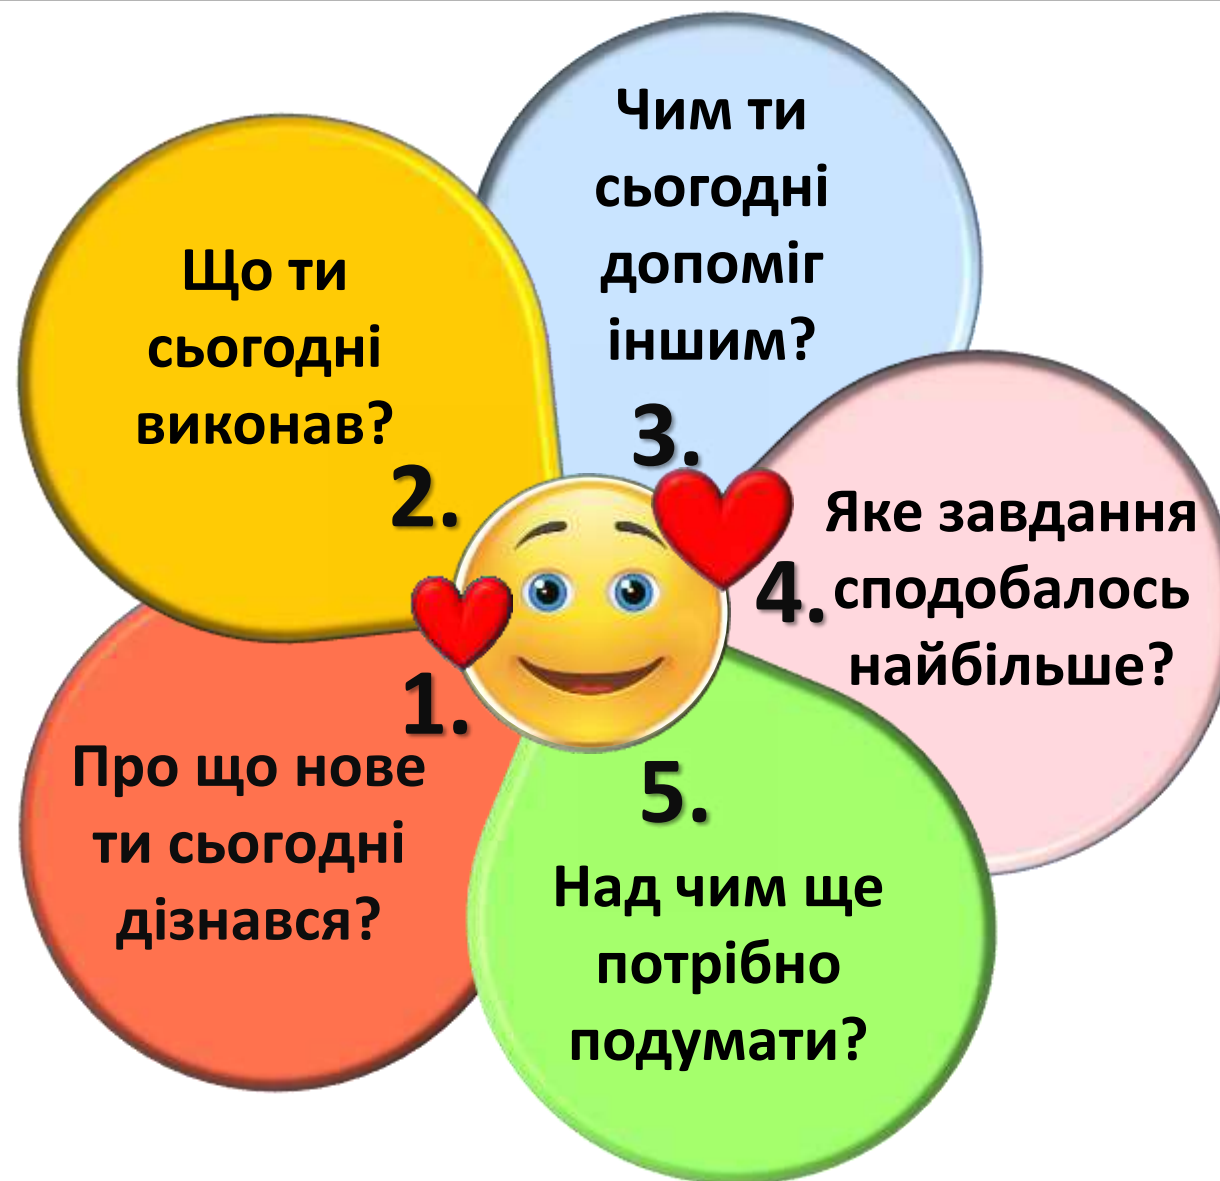 1.
Про що нове
ти сьогодні
дізнався?
2.
Що ти
сьогодні
виконав?
3.
Чим ти
сьогодні
допоміг
іншим?
4.
Яке завдання
сподобалось
найбільше?
5.
Над чим ще
потрібно
подумати?